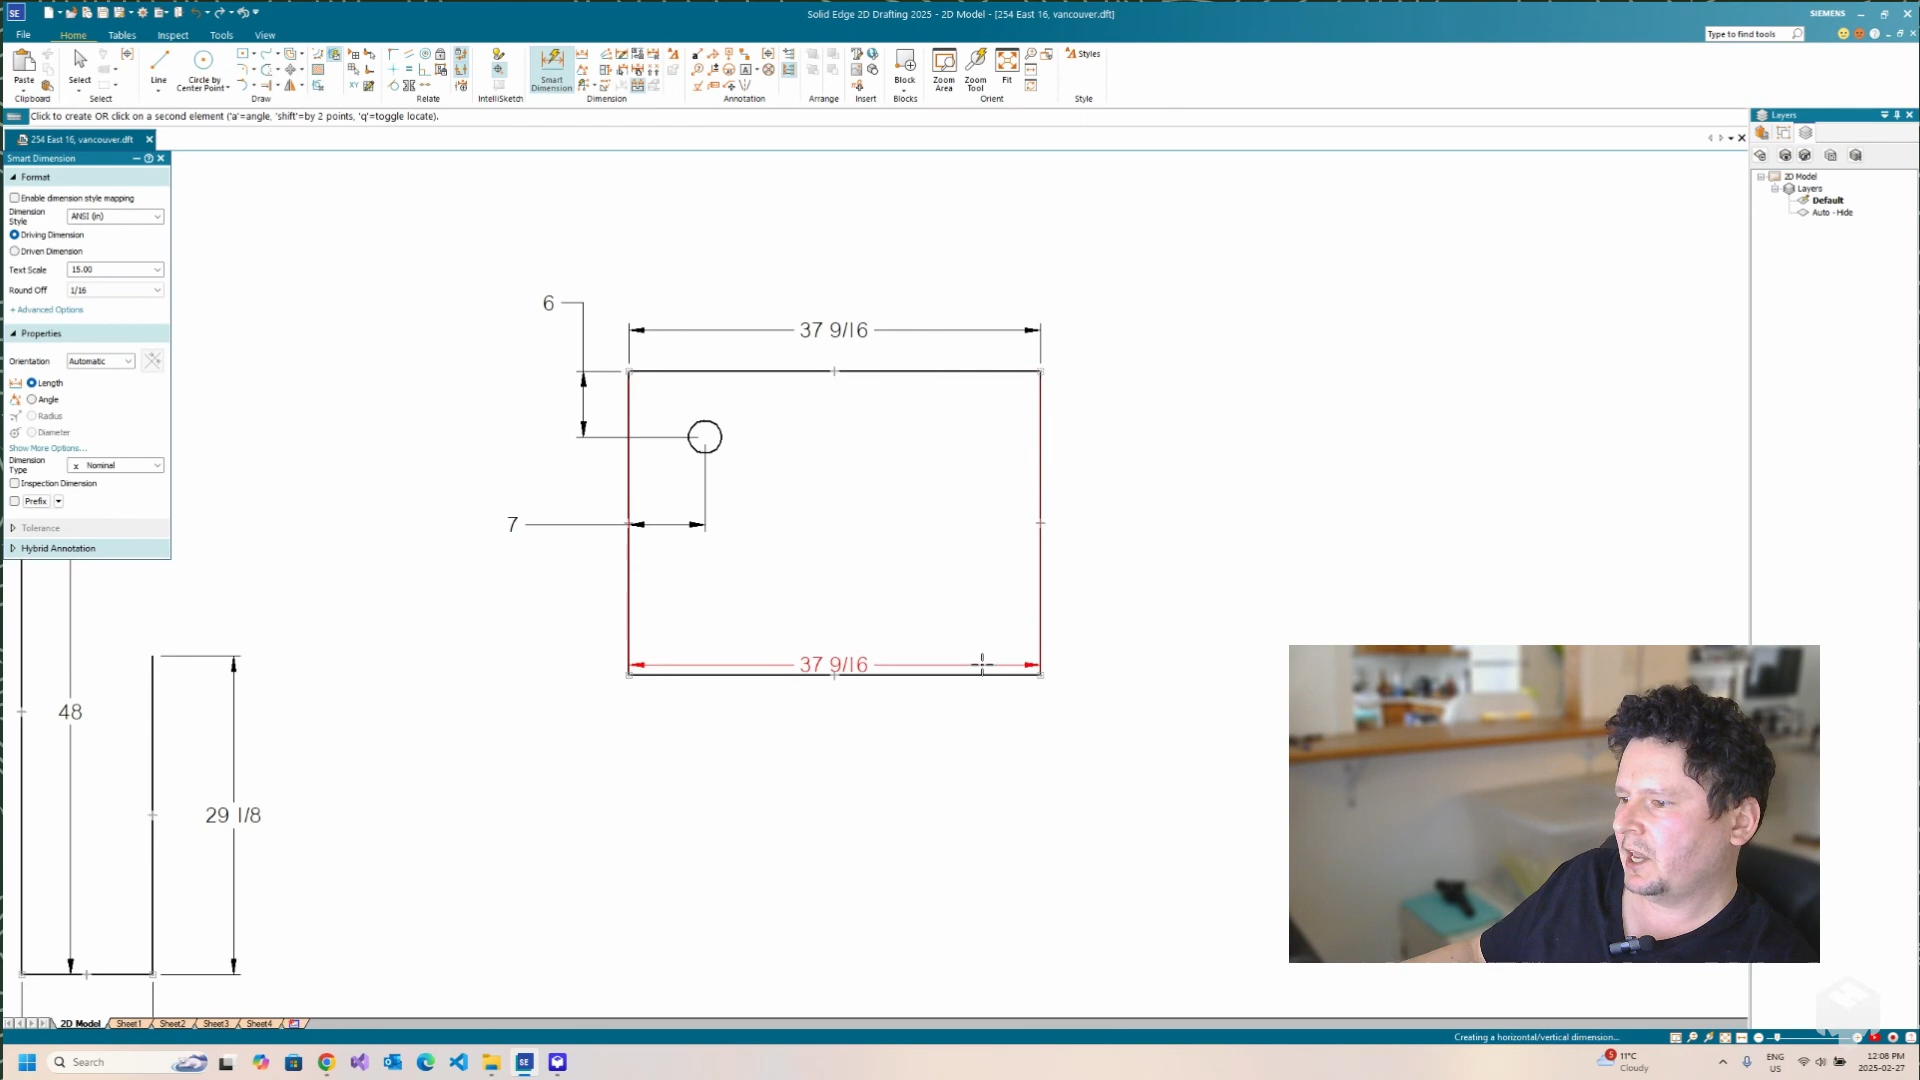 SE
Solid Edge 2D Drafting 2025 - 2D Model - [254 East 16, vancouver.dft]
SIEMENS
File Home Tables Inspect Tools View
Type to find tools
Paste
Clipboard
Select
Select
Line
Circle by
Center Point
Draw
Relate
IntelliSketch
Smart
Dimension
Dimension
Annotation
Arrange
Insert
Block
Blocks
Zoom
Area
Zoom
Tool
Fit
Orient
Styles
Style
Click to create OR click on a second element ('a'=angle, 'shift'=by 2 points, 'q'=toggle locate).
254 East 16, vancouver.dft
Smart Dimension
Format
Enable dimension style mapping
Dimension
Style
ANSI (in)
Driving Dimension
Driven Dimension
Text Scale 15.00
Round Off 1/16
+ Advanced Options
Properties
Orientation Automatic
Length
Angle
Radius
Diameter
Show More Options...
Dimension
Type
x Nominal
Inspection Dimension
Prefix
Tolerance
Hybrid Annotation
Layers
2D Model
Layers
Default
Auto - Hide
6
37 9/16
7
37 9/16
48
29 1/8
2D Model Sheet1 Sheet2 Sheet3 Sheet4
Creating a horizontal/vertical dimension...
Search
SE
5
11°C
Cloudy
ENG
US
12:08 PM
2025-02-27